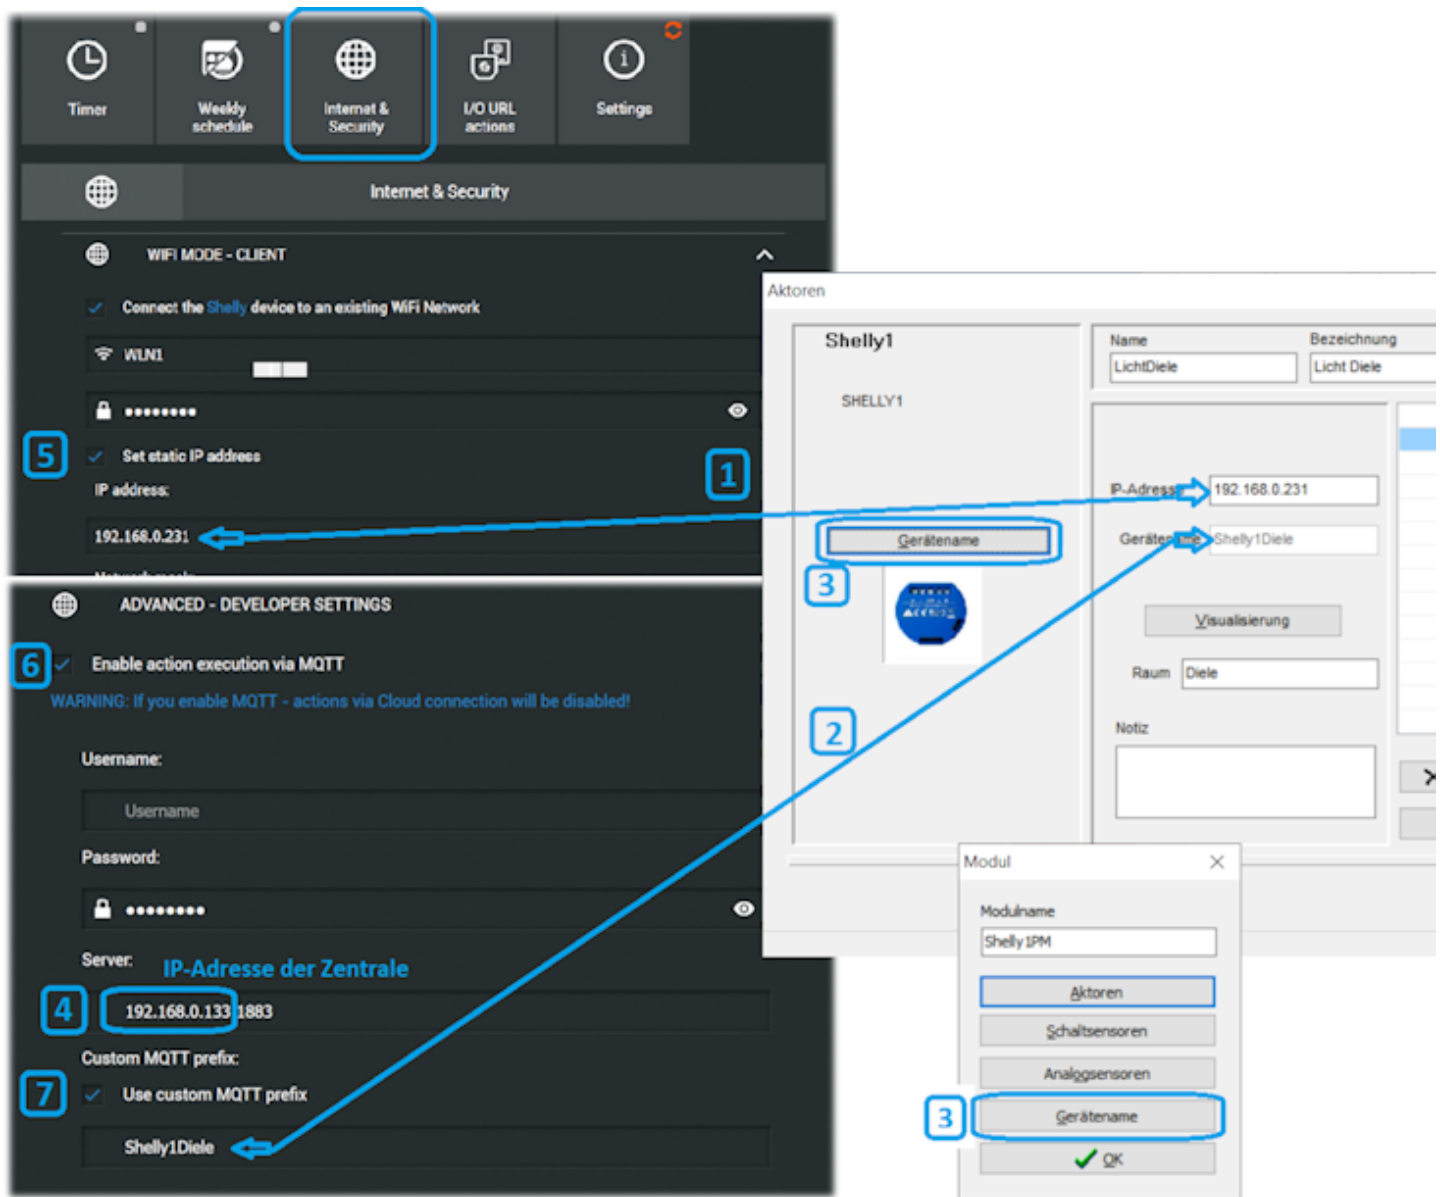 Timer
Weekly
schedule
Internet &
Security
I/O URL
actions
Settings
Internet & Security
WIFI MODE - CLIENT
Connect the Shelly device to an existing WiFi Network
WLN1
5
Set static IP address
IP address:
192.168.0.231
1
ADVANCED - DEVELOPER SETTINGS
6
Enable action execution via MQTT
WARNING: If you enable MQTT - actions via Cloud connection will be disabled!
Username:
Username
Password:
Server:
IP-Adresse der Zentrale
4
192.168.0.133 1883
Custom MQTT prefix:
7
Use custom MQTT prefix
Shelly1Diele
2
Aktoren
Shelly1
SHELLY1
Gerätename
3
Name
Bezeichnung
LichtDiele
Licht Diele
IP-Adresse
192.168.0.231
Gerätename
Shelly1Diele
Visualisierung
Raum
Diele
Notiz
Modul
Modulname
Shelly1PM
Aktoren
Schaltsensoren
Analogsensoren
3
Gerätename
OK